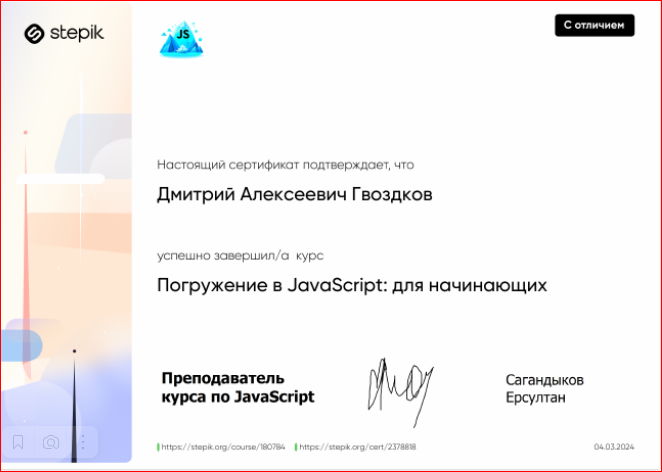 stepik
JS
С отличием
Настоящий сертификат подтверждает, что
Дмитрий Алексеевич Гвоздков
успешно завершил/а курс
Погружение в JavaScript: для начинающих
Преподаватель
курса по JavaScript
Сагандыков
Ерсултан
https://stepik.org/course/180784
https://stepik.org/cert/2378818
04.03.2024